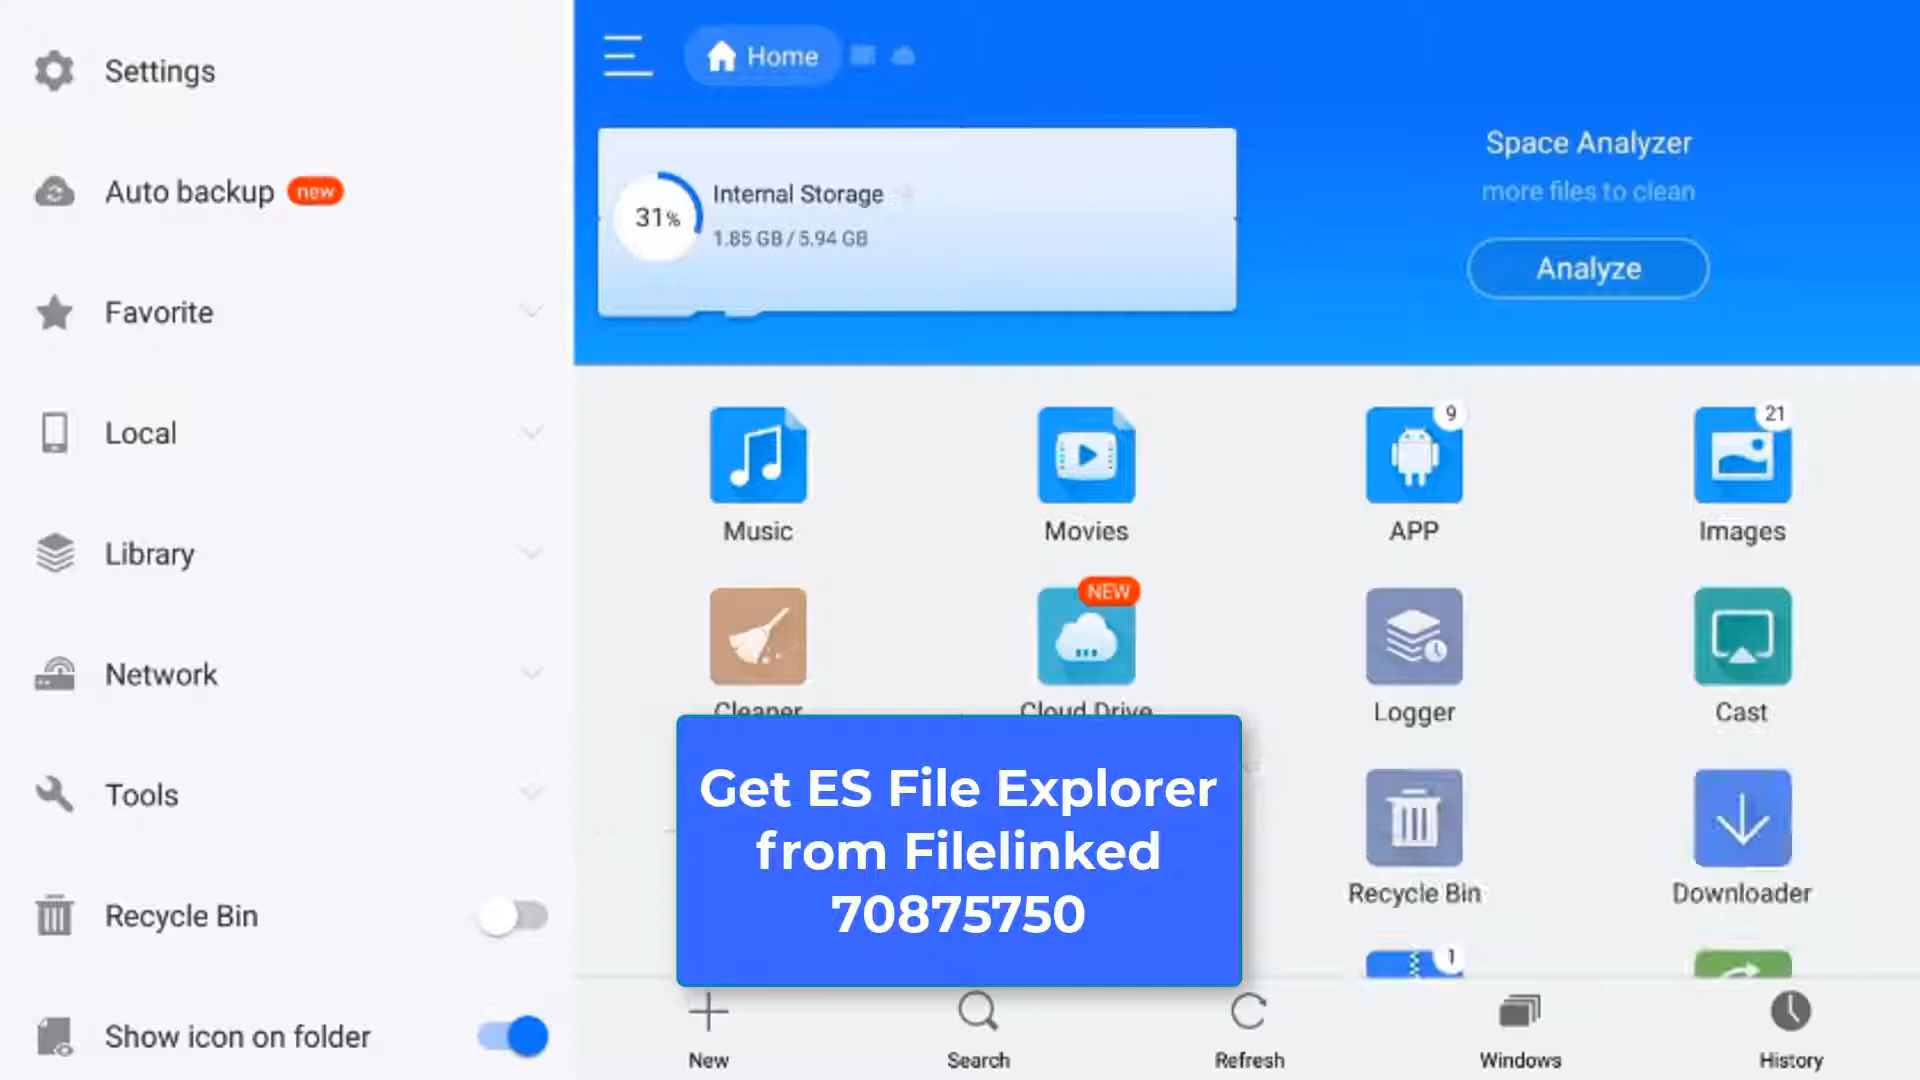 Settings
Auto backup new
Favorite
Local
Library
Network
Tools
Recycle Bin
Show icon on folder
Home
31%
Internal Storage
1.85 GB / 5.94 GB
Space Analyzer
more files to clean
Analyze
9
21
Music
Movies
APP
Images
NEW
Cleaner
Cloud Drive
Logger
Cast
Get ES File Explorer
from Filelinked
70875750
Recycle Bin
Downloader
1
New
Search
Refresh
Windows
History